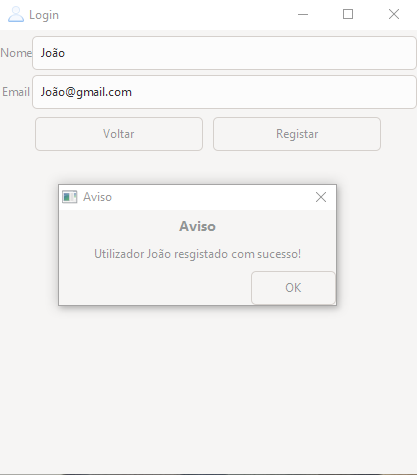 Login
Nome João
Email João@gmail.com
Voltar Registar
Aviso
Aviso
Utilizador João resgistado com sucesso!
OK